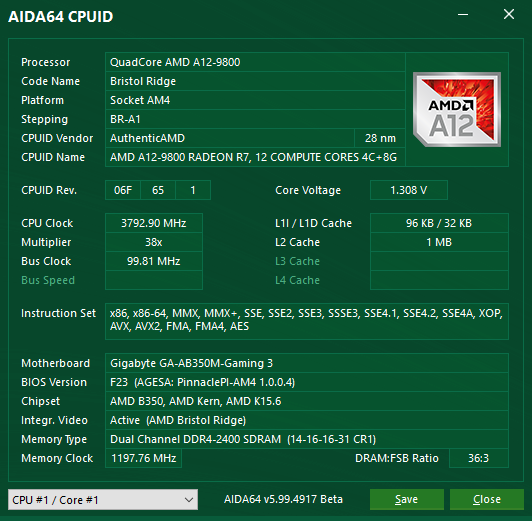 AIDA64 CPUID
Processor QuadCore AMD A12-9800
Code Name Bristol Ridge
Platform Socket AM4
Stepping BR-A1
CPUID Vendor AuthenticAMD 28 nm
CPUID Name AMD A12-9800 RADEON R7, 12 COMPUTE CORES 4C+8G
AMD
A12
CPUID Rev. 06F 65 1 Core Voltage 1.308 V
CPU Clock 3792.90 MHz L1I / L1D Cache 96 KB / 32 KB
Multiplier 38x L2 Cache 1 MB
Bus Clock 99.81 MHz L3 Cache
Bus Speed L4 Cache
Instruction Set x86, x86-64, MMX, MMX+, SSE, SSE2, SSE3, SSSE3, SSE4.1, SSE4.2, SSE4A, XOP,
AVX, AVX2, FMA, FMA4, AES
Motherboard Gigabyte GA-AB350M-Gaming 3
BIOS Version F23 (AGESA: PinnaclePI-AM4 1.0.0.4)
Chipset AMD B350, AMD Kern, AMD K15.6
Integr. Video Active (AMD Bristol Ridge)
Memory Type Dual Channel DDR4-2400 SDRAM (14-16-16-31 CR1)
Memory Clock 1197.76 MHz DRAM:FSB Ratio 36:3
CPU #1 / Core #1 AIDA64 v5.99.4917 Beta Save Close